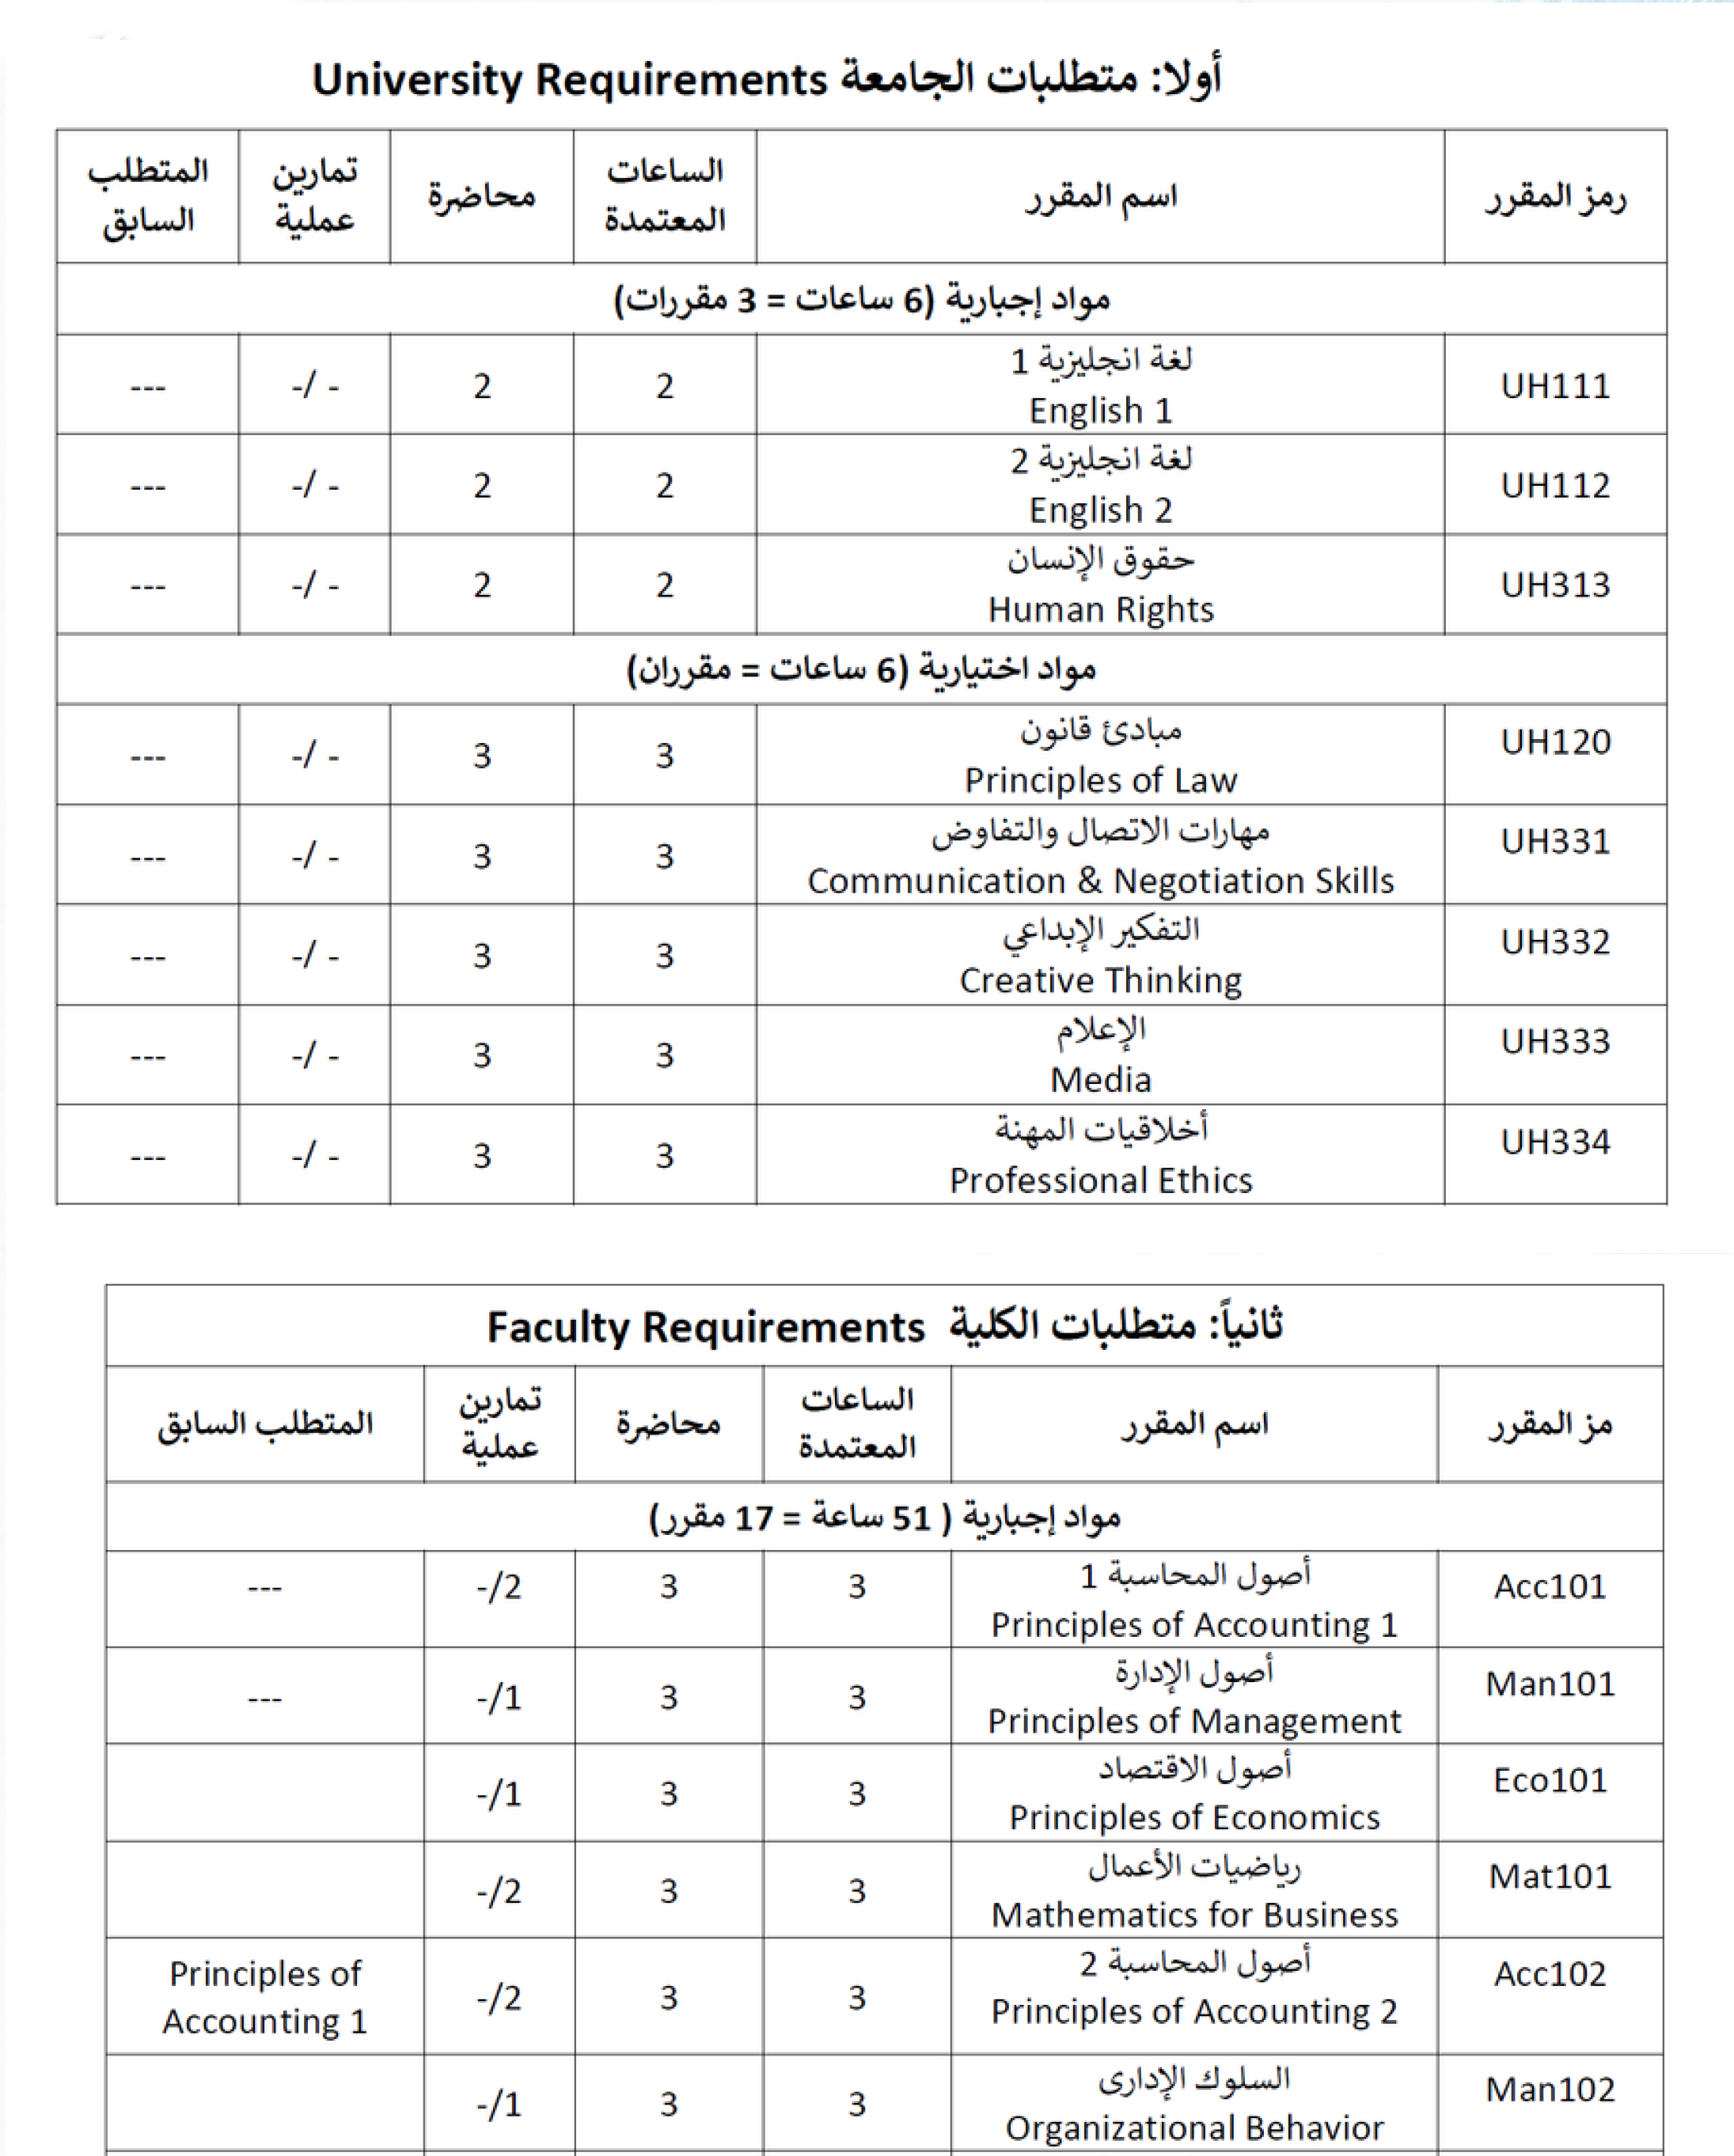 أولا: متطلبات الجامعة University Requirements
رمز المقرر اسم المقرر الساعات المعتمدة محاضرة تمارين عملية المتطلب السابق
مواد إجبارية (6 ساعات = 3 مقررات)
UH111 لغة انجليزية 1 English 1 2 2 -/ - ---
UH112 لغة انجليزية 2 English 2 2 2 -/ - ---
UH313 حقوق الإنسان Human Rights 2 2 -/ - ---
مواد اختيارية (6 ساعات = مقرران)
UH120 مبادئ قانون Principles of Law 3 3 -/ - ---
UH331 مهارات الاتصال والتفاوض Communication & Negotiation Skills 3 3 -/ - ---
UH332 التفكير الإبداعي Creative Thinking 3 3 -/ - ---
UH333 الإعلام Media 3 3 -/ - ---
UH334 أخلاقيات المهنة Professional Ethics 3 3 -/ - ---
ثانياً: متطلبات الكلية Faculty Requirements
مز المقرر اسم المقرر الساعات المعتمدة محاضرة تمارين عملية المتطلب السابق
مواد إجبارية ( 51 ساعة = 17 مقرر)
Acc101 أصول المحاسبة 1 Principles of Accounting 1 3 3 -/2 ---
Man101 أصول الإدارة Principles of Management 3 3 -/1 ---
Eco101 أصول الاقتصاد Principles of Economics 3 3 -/1
Mat101 رياضيات الأعمال Mathematics for Business 3 3 -/2
Acc102 أصول المحاسبة 2 Principles of Accounting 2 3 3 -/2 Principles of Accounting 1
Man102 السلوك الإدارى Organizational Behavior 3 3 -/1